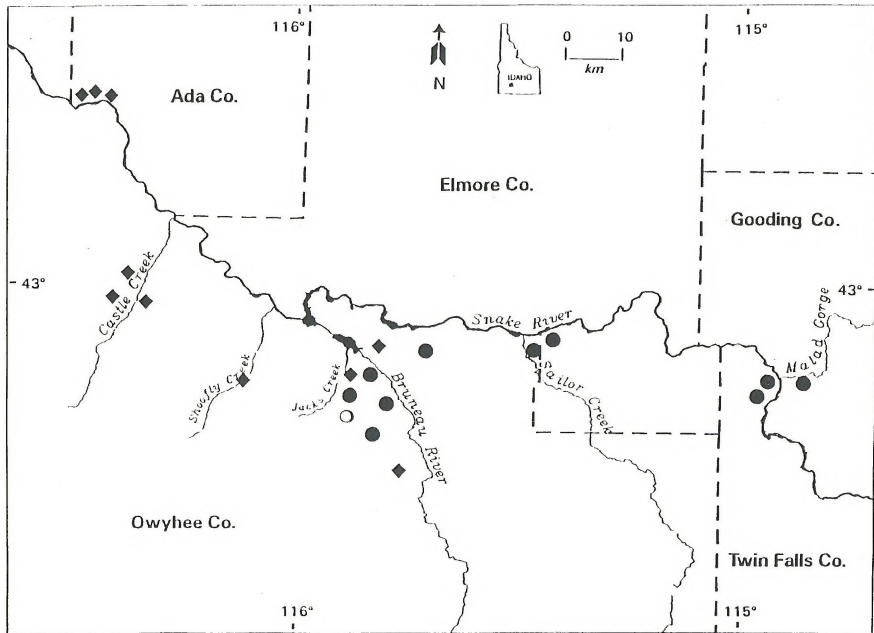 116°
115°
0 10
km
N
IDAHO
Ada Co.
Elmore Co.
Gooding Co.
43°
43°
Castle Creek
Snake River
Malad Gorge
Shoofly Creek
Jacks Creek
Bruneau River
Sailor Creek
Owyhee Co.
Twin Falls Co.
116°
115°